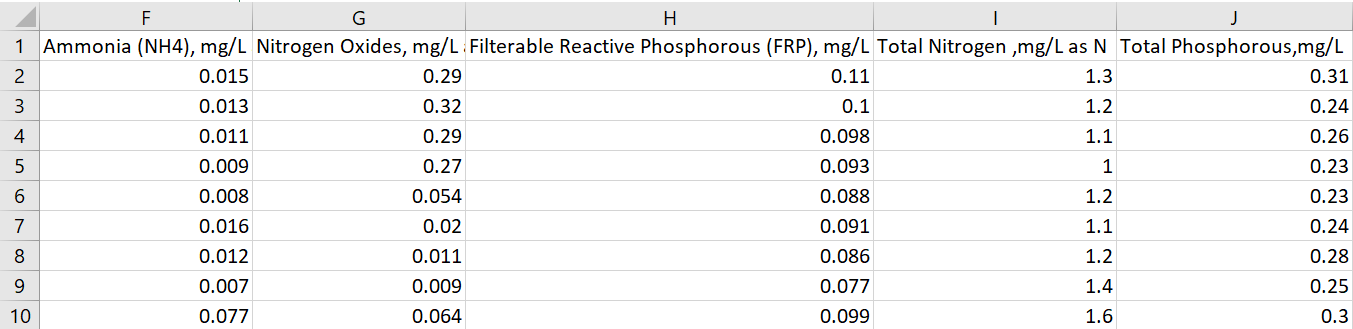 F G H I J
1 Ammonia (NH4), mg/L Nitrogen Oxides, mg/L Filterable Reactive Phosphorous (FRP), mg/L Total Nitrogen ,mg/L as N Total Phosphorous,mg/L
2 0.015 0.29 0.11 1.3 0.31
3 0.013 0.32 0.1 1.2 0.24
4 0.011 0.29 0.098 1.1 0.26
5 0.009 0.27 0.093 1 0.23
6 0.008 0.054 0.088 1.2 0.23
7 0.016 0.02 0.091 1.1 0.24
8 0.012 0.011 0.086 1.2 0.28
9 0.007 0.009 0.077 1.4 0.25
10 0.077 0.064 0.099 1.6 0.3